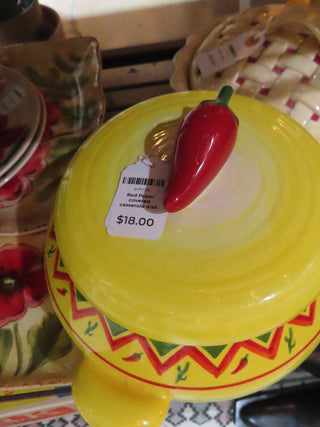 Red Pepper
covered
casserole dish
$18.00